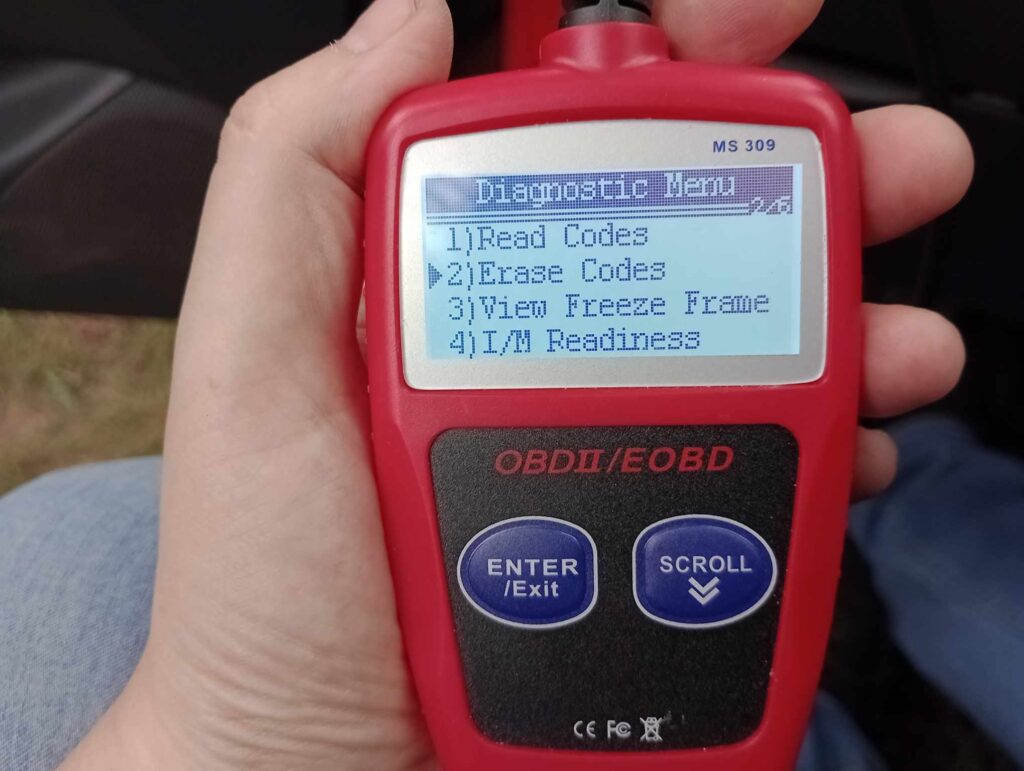 MS 309
Diagnostic Menu
2/6
1)Read Codes
2)Erase Codes
3)View Freeze Frame
4)I/M Readiness
OBDII/EOBD
ENTER
/Exit
SCROLL
CE FC